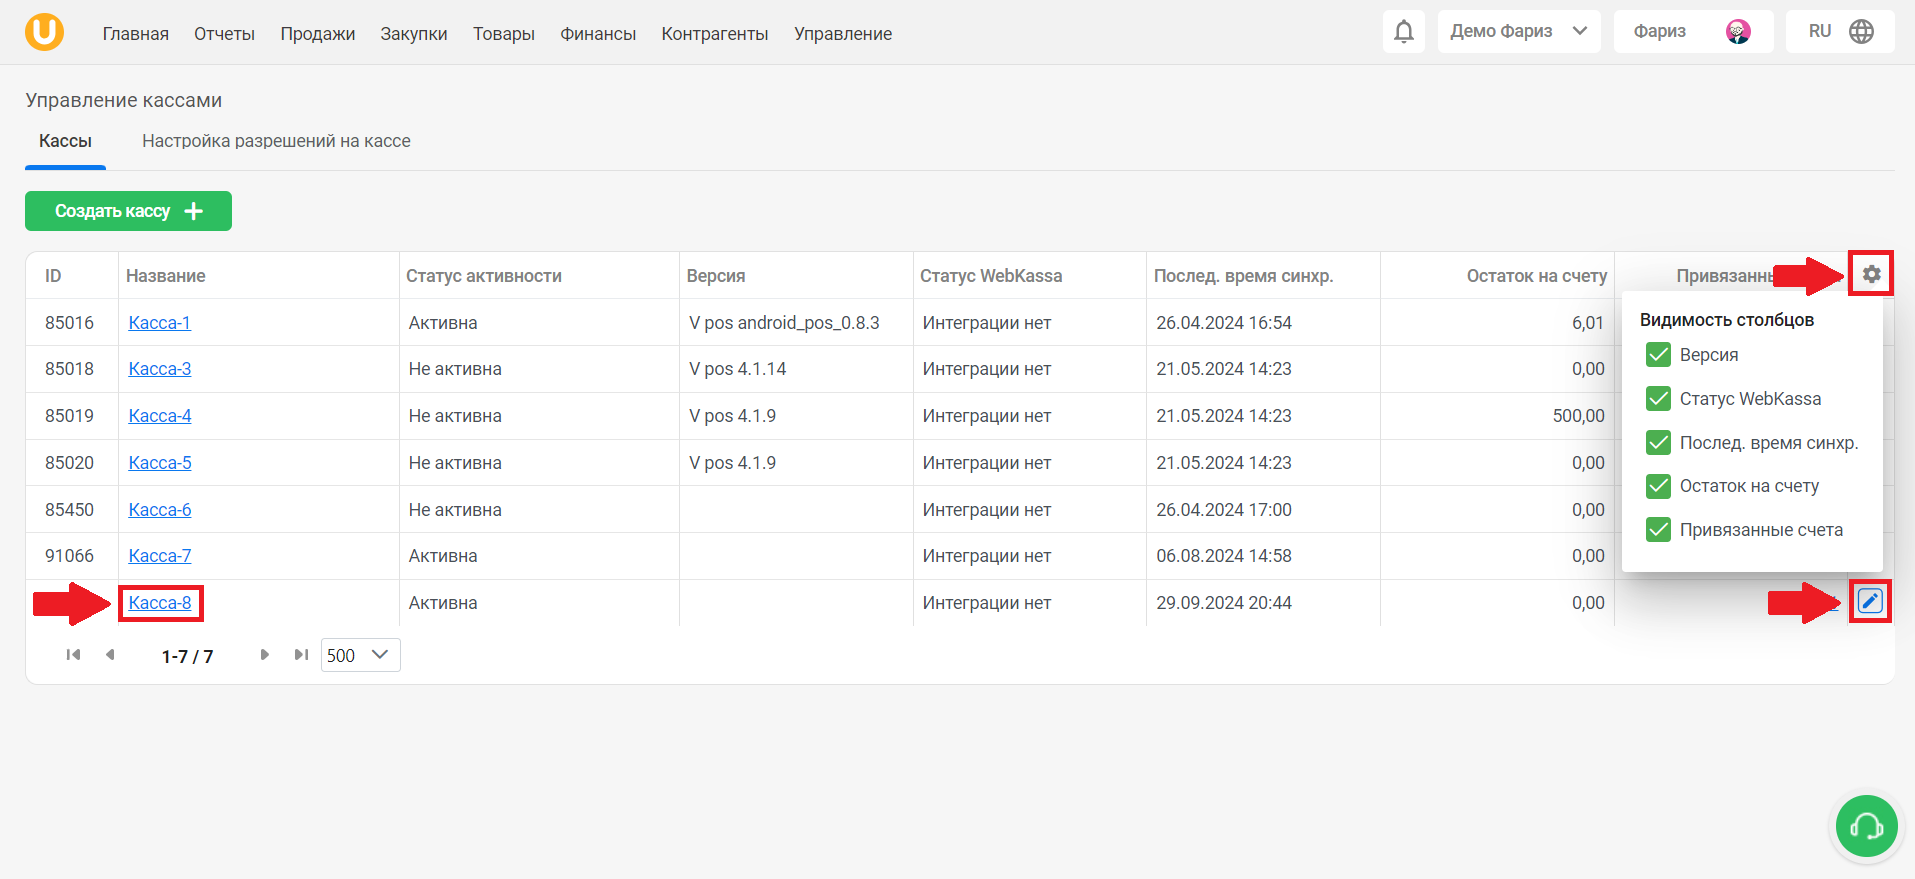 Главная Отчеты Продажи Закупки Товары Финансы Контрагенты Управление Демо Фариз Фариз RU
Управление кассами
Кассы Настройка разрешений на кассе
Создать кассу
ID Название Статус активности Версия Статус WebKassa Послед. время синхр. Остаток на счету
85016 Касса-1 Активна V pos android_pos_0.8.3 Интеграции нет 26.04.2024 16:54 6,01
85018 Касса-3 Не активна V pos 4.1.14 Интеграции нет 21.05.2024 14:23 0,00
85019 Касса-4 Не активна V pos 4.1.9 Интеграции нет 21.05.2024 14:23 500,00
85020 Касса-5 Не активна V pos 4.1.9 Интеграции нет 21.05.2024 14:23 0,00
85450 Касса-6 Не активна Интеграции нет 26.04.2024 17:00 0,00
91066 Касса-7 Активна Интеграции нет 06.08.2024 14:58 0,00
Касса-8 Активна Интеграции нет 29.09.2024 20:44 0,00
Видимость столбцов
Версия
Статус WebKassa
Послед. время синхр.
Остаток на счету
Привязанные счета
1-7 / 7 500